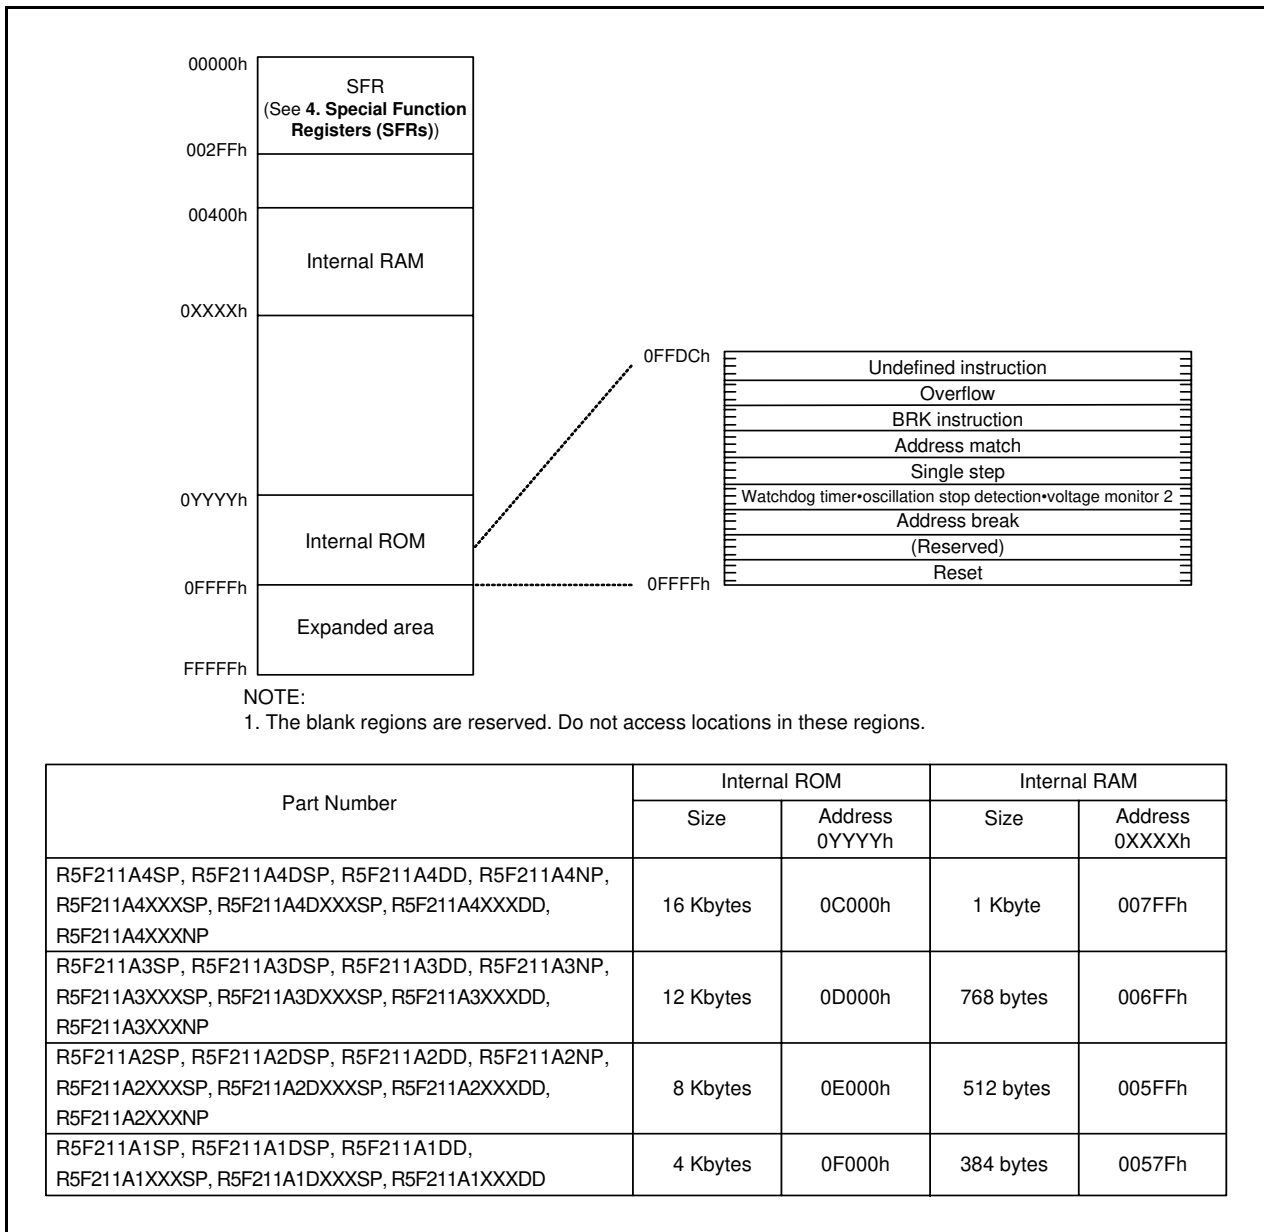 00000h
SFR
(See 4. Special Function
Registers (SFRs))
002FFh
00400h
Internal RAM
0XXXXh
0YYYYh
Internal ROM
0FFFFh
Expanded area
FFFFFh
0FFDCh
Undefined instruction
Overflow
BRK instruction
Address match
Single step
Watchdog timer•oscillation stop detection•voltage monitor 2
Address break
(Reserved)
Reset
0FFFFh
NOTE:
1. The blank regions are reserved. Do not access locations in these regions.
Part Number
Internal ROM
Internal RAM
Size
Address
0YYYYh
Size
Address
0XXXXh
R5F211A4SP, R5F211A4DSP, R5F211A4DD, R5F211A4NP,
R5F211A4XXXSP, R5F211A4DXXXSP, R5F211A4XXXDD,
R5F211A4XXXNP
16 Kbytes
0C000h
1 Kbyte
007FFh
R5F211A3SP, R5F211A3DSP, R5F211A3DD, R5F211A3NP,
R5F211A3XXXSP, R5F211A3DXXXSP, R5F211A3XXXDD,
R5F211A3XXXNP
12 Kbytes
0D000h
768 bytes
006FFh
R5F211A2SP, R5F211A2DSP, R5F211A2DD, R5F211A2NP,
R5F211A2XXXSP, R5F211A2DXXXSP, R5F211A2XXXDD,
R5F211A2XXXNP
8 Kbytes
0E000h
512 bytes
005FFh
R5F211A1SP, R5F211A1DSP, R5F211A1DD,
R5F211A1XXXSP, R5F211A1DXXXSP, R5F211A1XXXDD
4 Kbytes
0F000h
384 bytes
0057Fh